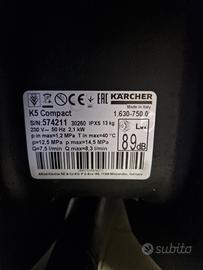 KÄRCHER
EAC
Made in Italy
K5 Compact
1.630-750.0
S/N: 574211 30260 IPX5 13 kg
230 V~ 50 Hz 2,1 kW
p in max=1,2 MPa T in max=40°C
p=12,5 MPa p max=14,5 MPa
Q=7,5 l/min Q max=8,3 l/min
LWA
89dB
subito